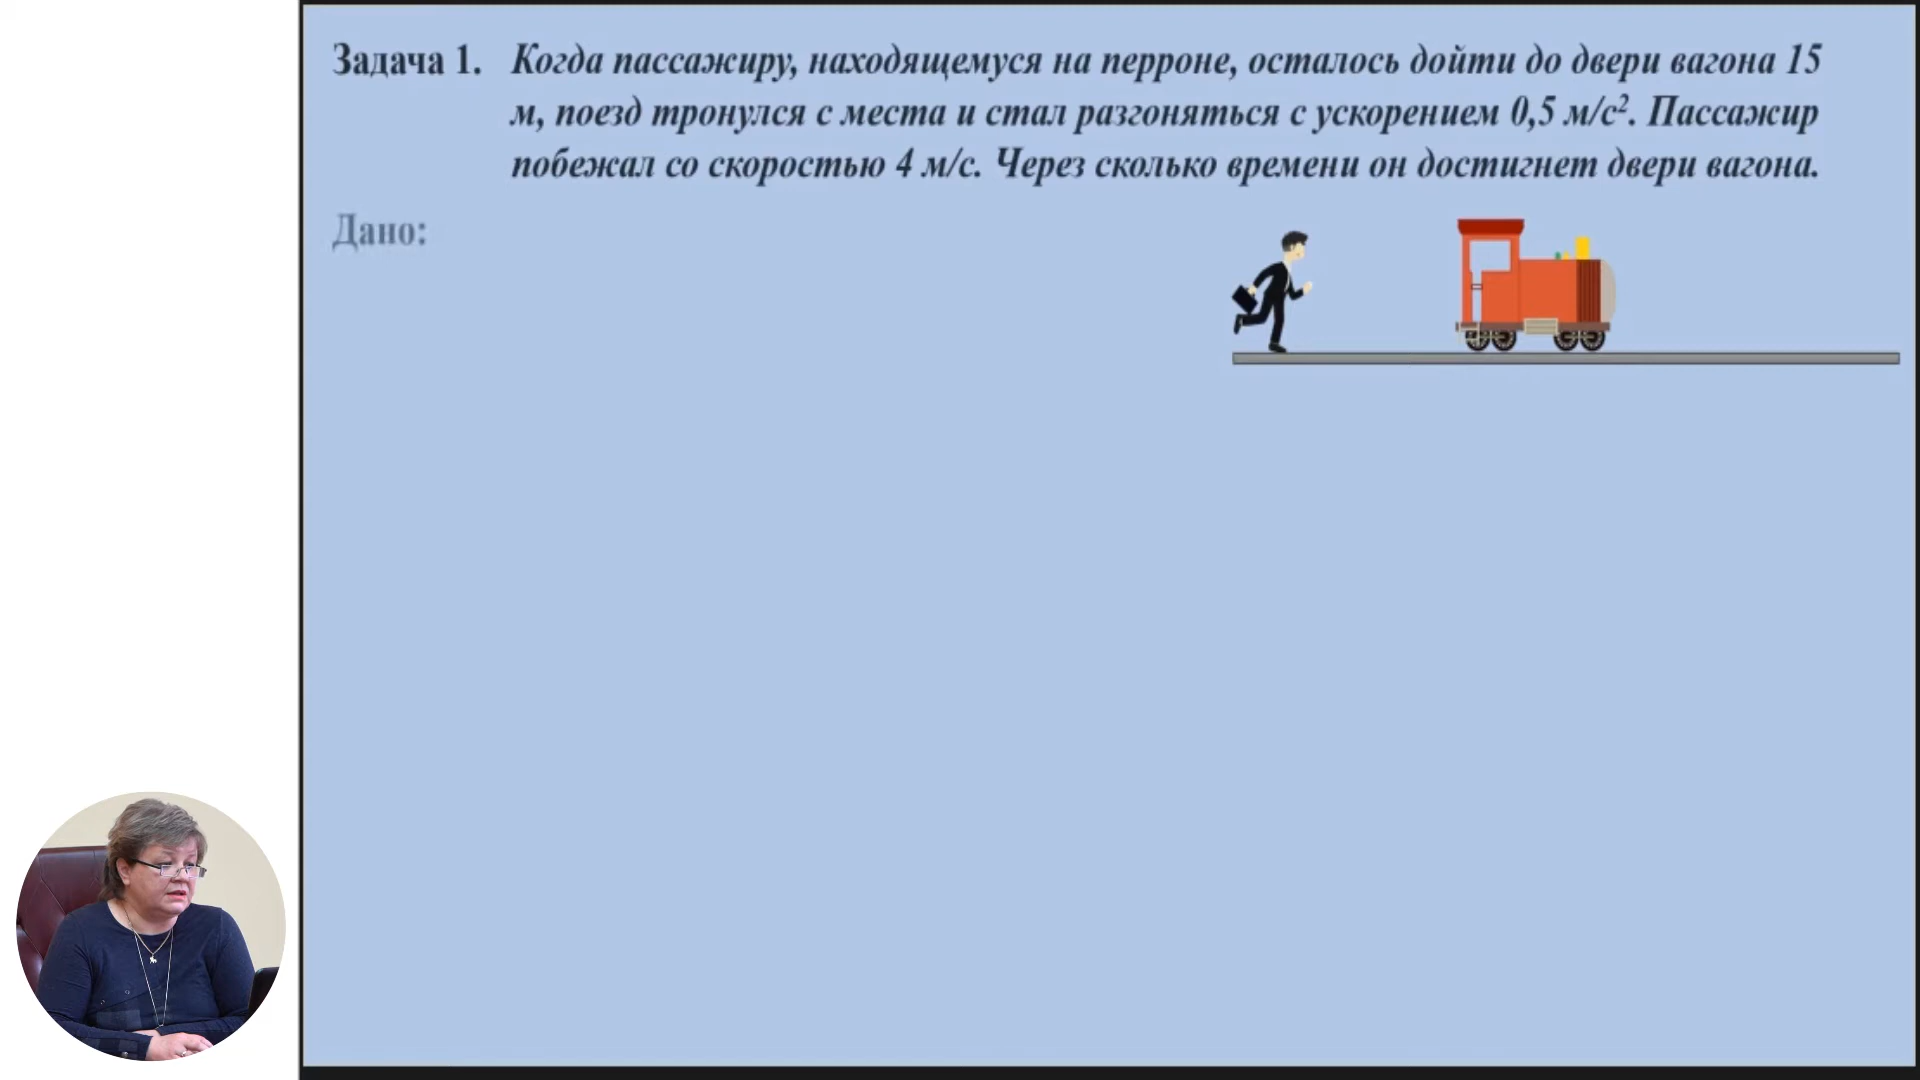 Задача 1. Когда пассажиру, находящемуся на перроне, осталось дойти до двери вагона 15
м, поезд тронулся с места и стал разгоняться с ускорением 0,5 м/с². Пассажир
побежал со скоростью 4 м/с. Через сколько времени он достигнет двери вагона.
Дано: